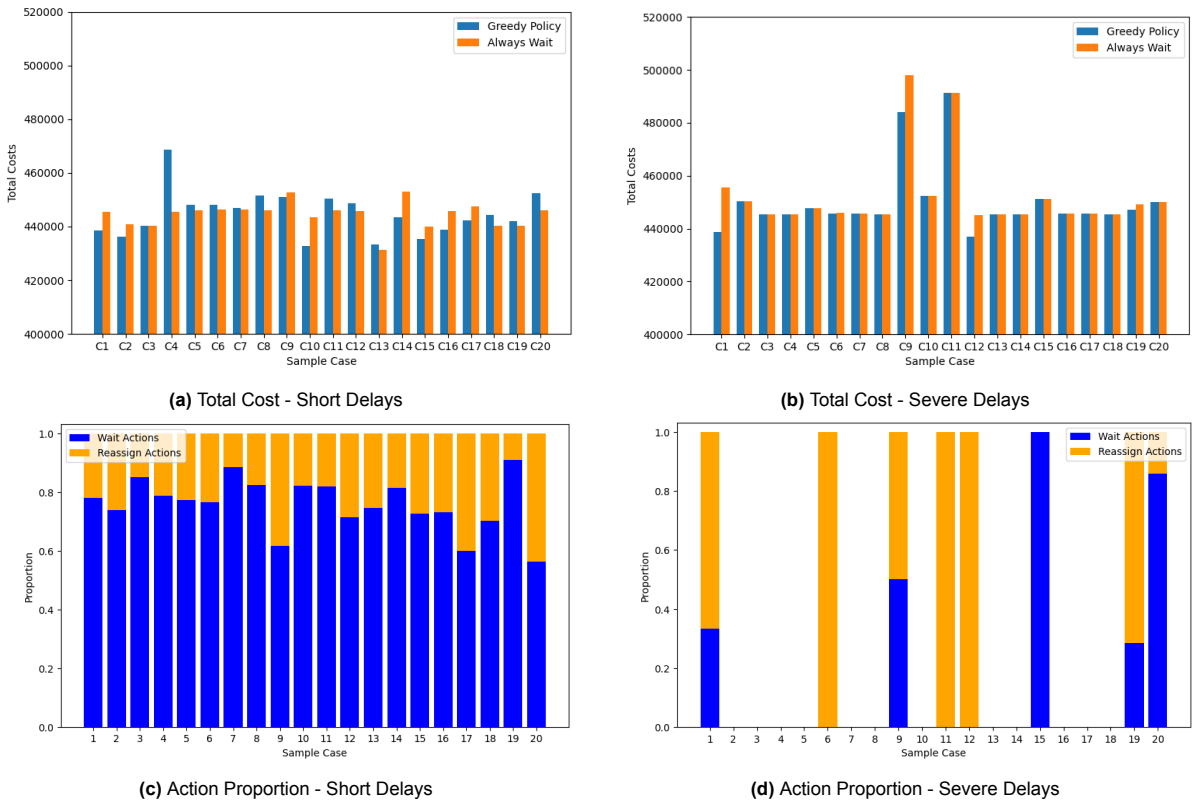 520000
500000
480000
460000
440000
420000
400000
Total Costs
Greedy Policy
Always Wait
C1 C2 C3 C4 C5 C6 C7 C8 C9 C10 C11 C12 C13 C14 C15 C16 C17 C18 C19 C20
Sample Case
(a) Total Cost - Short Delays
520000
500000
480000
460000
440000
420000
400000
Total Costs
Greedy Policy
Always Wait
C1 C2 C3 C4 C5 C6 C7 C8 C9 C10 C11 C12 C13 C14 C15 C16 C17 C18 C19 C20
Sample Case
(b) Total Cost - Severe Delays
1.0
0.8
0.6
0.4
0.2
0.0
Proportion
Wait Actions
Reassign Actions
1 2 3 4 5 6 7 8 9 10 11 12 13 14 15 16 17 18 19 20
Sample Case
(c) Action Proportion - Short Delays
1.0
0.8
0.6
0.4
0.2
0.0
Proportion
Wait Actions
Reassign Actions
1 2 3 4 5 6 7 8 9 10 11 12 13 14 15 16 17 18 19 20
Sample Case
(d) Action Proportion - Severe Delays